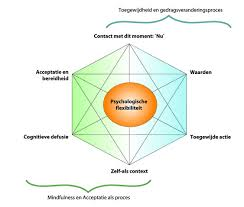 Toegewijdheid en gedragsveranderingsproces
Contact met dit moment: 'Nu'
Acceptatie en
bereidheid
Waarden
Psychologische
flexibiliteit
Cognitieve defusie
Toegewijde actie
Zelf-als context
Mindfulness en Acceptatie als proces